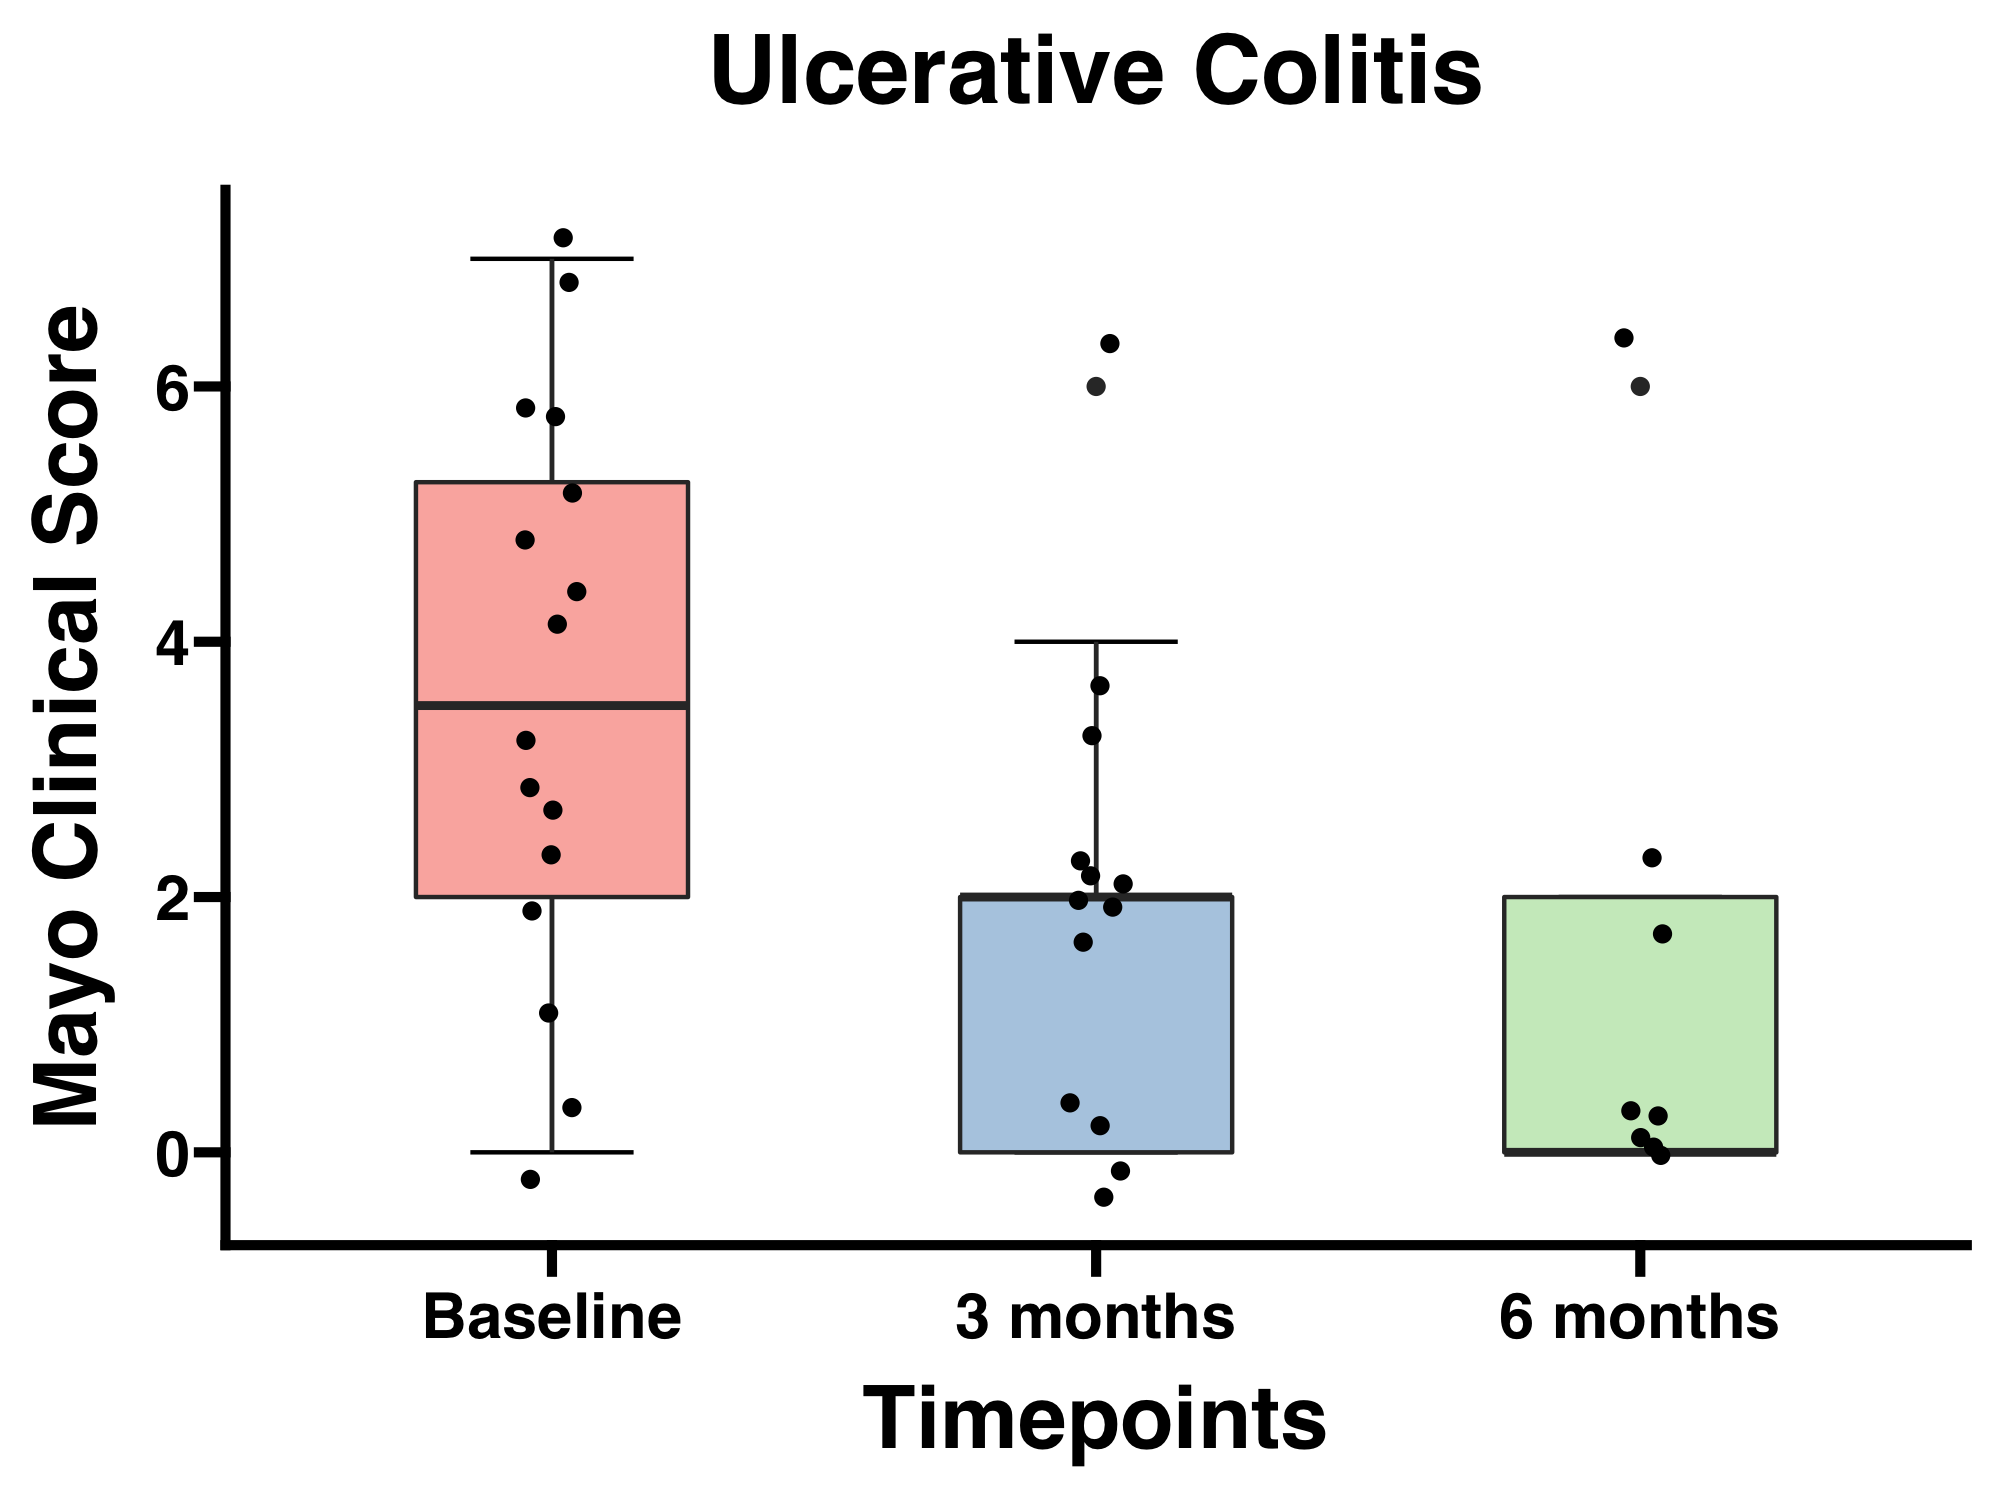 Ulcerative Colitis
Mayo Clinical Score
6
4
2
0
Baseline
3 months
6 months
Timepoints